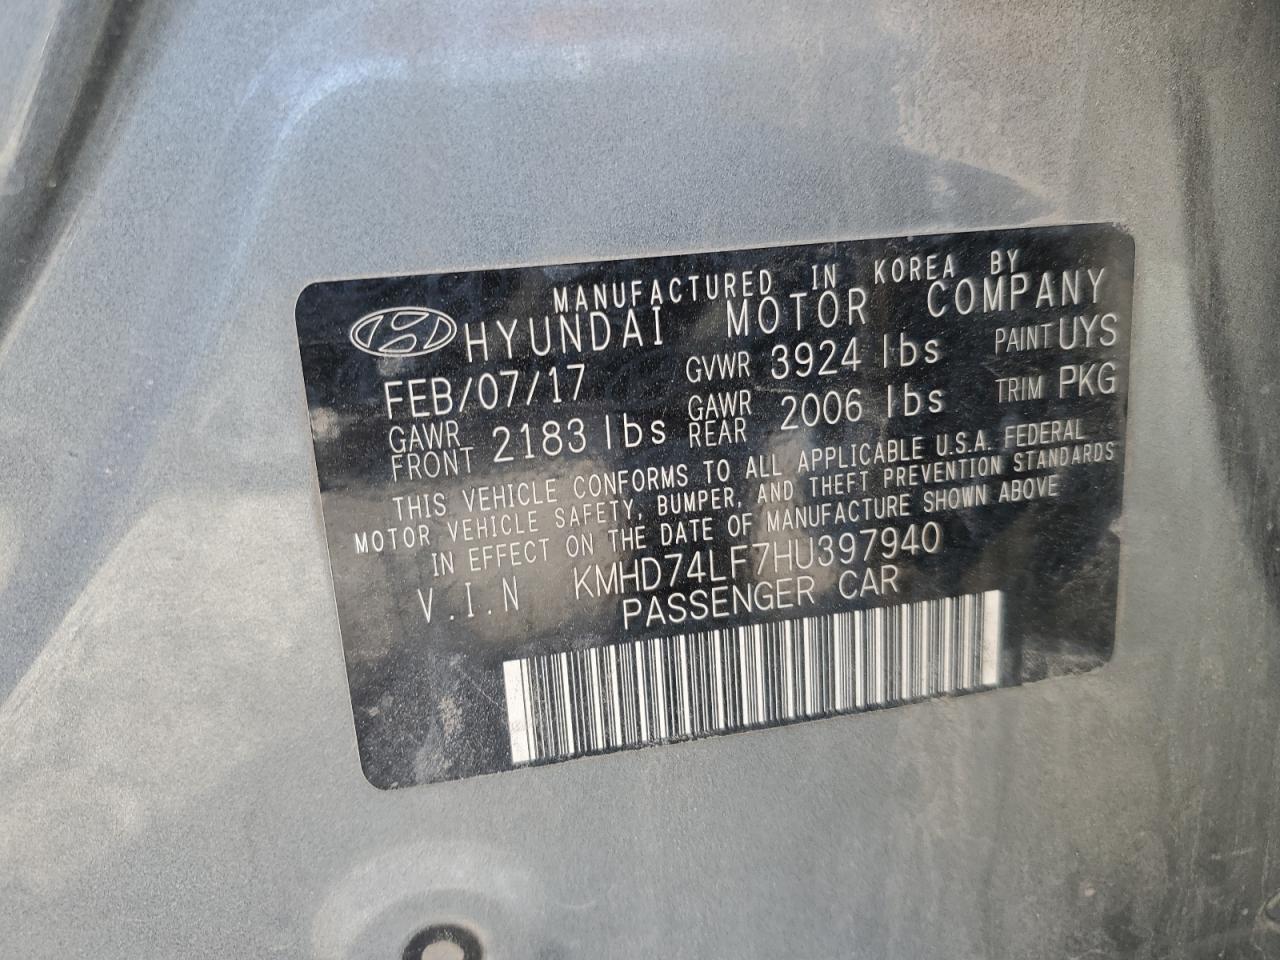 MANUFACTURED IN KOREA BY
HYUNDAI MOTOR COMPANY
FEB/07/17 GVWR 3924 lbs PAINT UYS
GAWR FRONT 2183 lbs GAWR REAR 2006 lbs TRIM PKG
THIS VEHICLE CONFORMS TO ALL APPLICABLE U.S.A. FEDERAL
MOTOR VEHICLE SAFETY, BUMPER, AND THEFT PREVENTION STANDARDS
IN EFFECT ON THE DATE OF MANUFACTURE SHOWN ABOVE
V.I.N KMHD74LF7HU397940
PASSENGER CAR